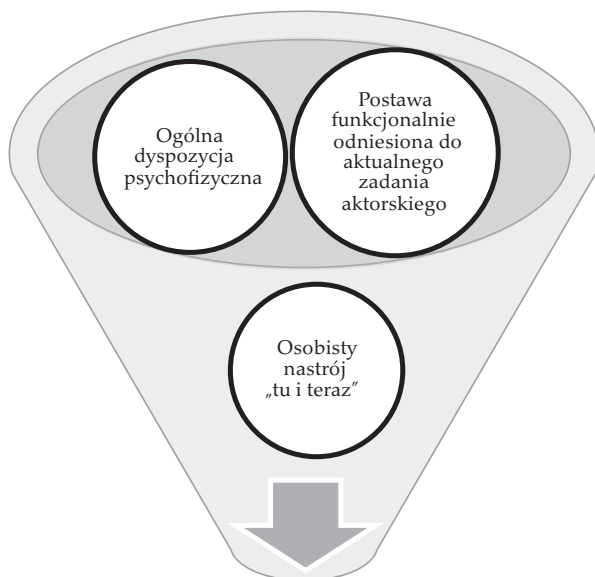 Ogólna
dyspozycja
psychofizyczna
Postawa
funkcjonalnie
odniesiona do
aktualnego
zadania
aktorskiego
Osobisty
nastrój
„tu i teraz”